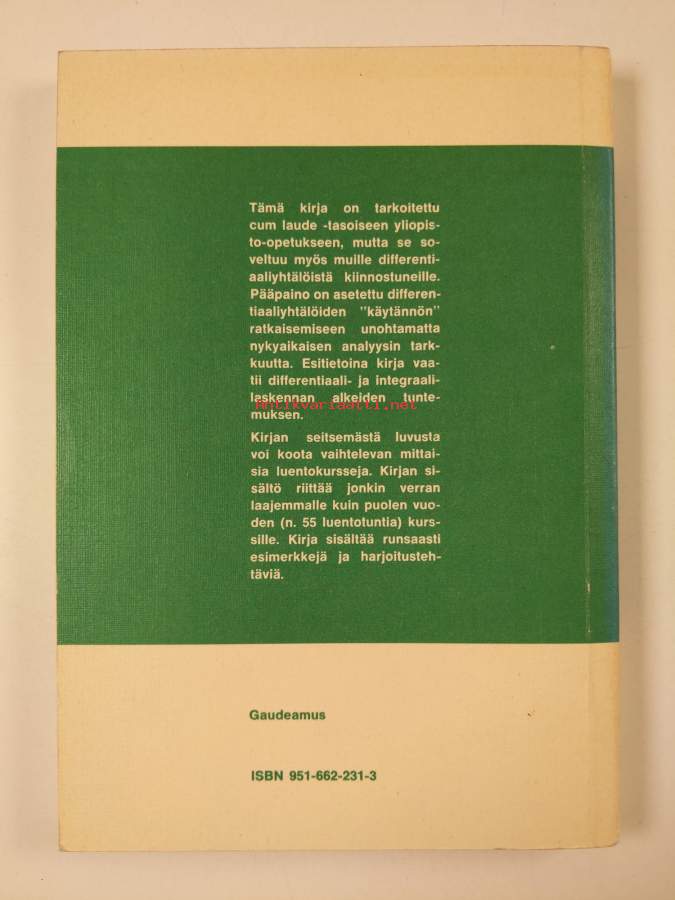 Tämä kirja on tarkoitettu
cum laude -tasoiseen yliopis-
to-opetukseen, mutta se so-
veltuu myös muille differenti-
aaliyhtälöistä kiinnostuneille.
Pääpaino on asetettu differen-
tiaaliyhtälöiden "käytännön"
ratkaisemiseen unohtamatta
nykyaikaisen analyysin tark-
kuutta. Esitietoina kirja vaa-
tii differentiaali- ja integraali-
laskennan alkeiden tunte-
Antikvariaatti.net
muksen.
Kirjan seitsemästä luvusta
voi koota vaihtelevan mittai-
sia luentokursseja. Kirjan si-
sältö riittää jonkin verran
laajemmalle kuin puolen vuo-
den (n. 55 luentotuntia) kurs-
sille. Kirja sisältää runsaasti
esimerkkejä ja harjoitusteh-
täviä.
Gaudeamus
ISBN 951-662-231-3